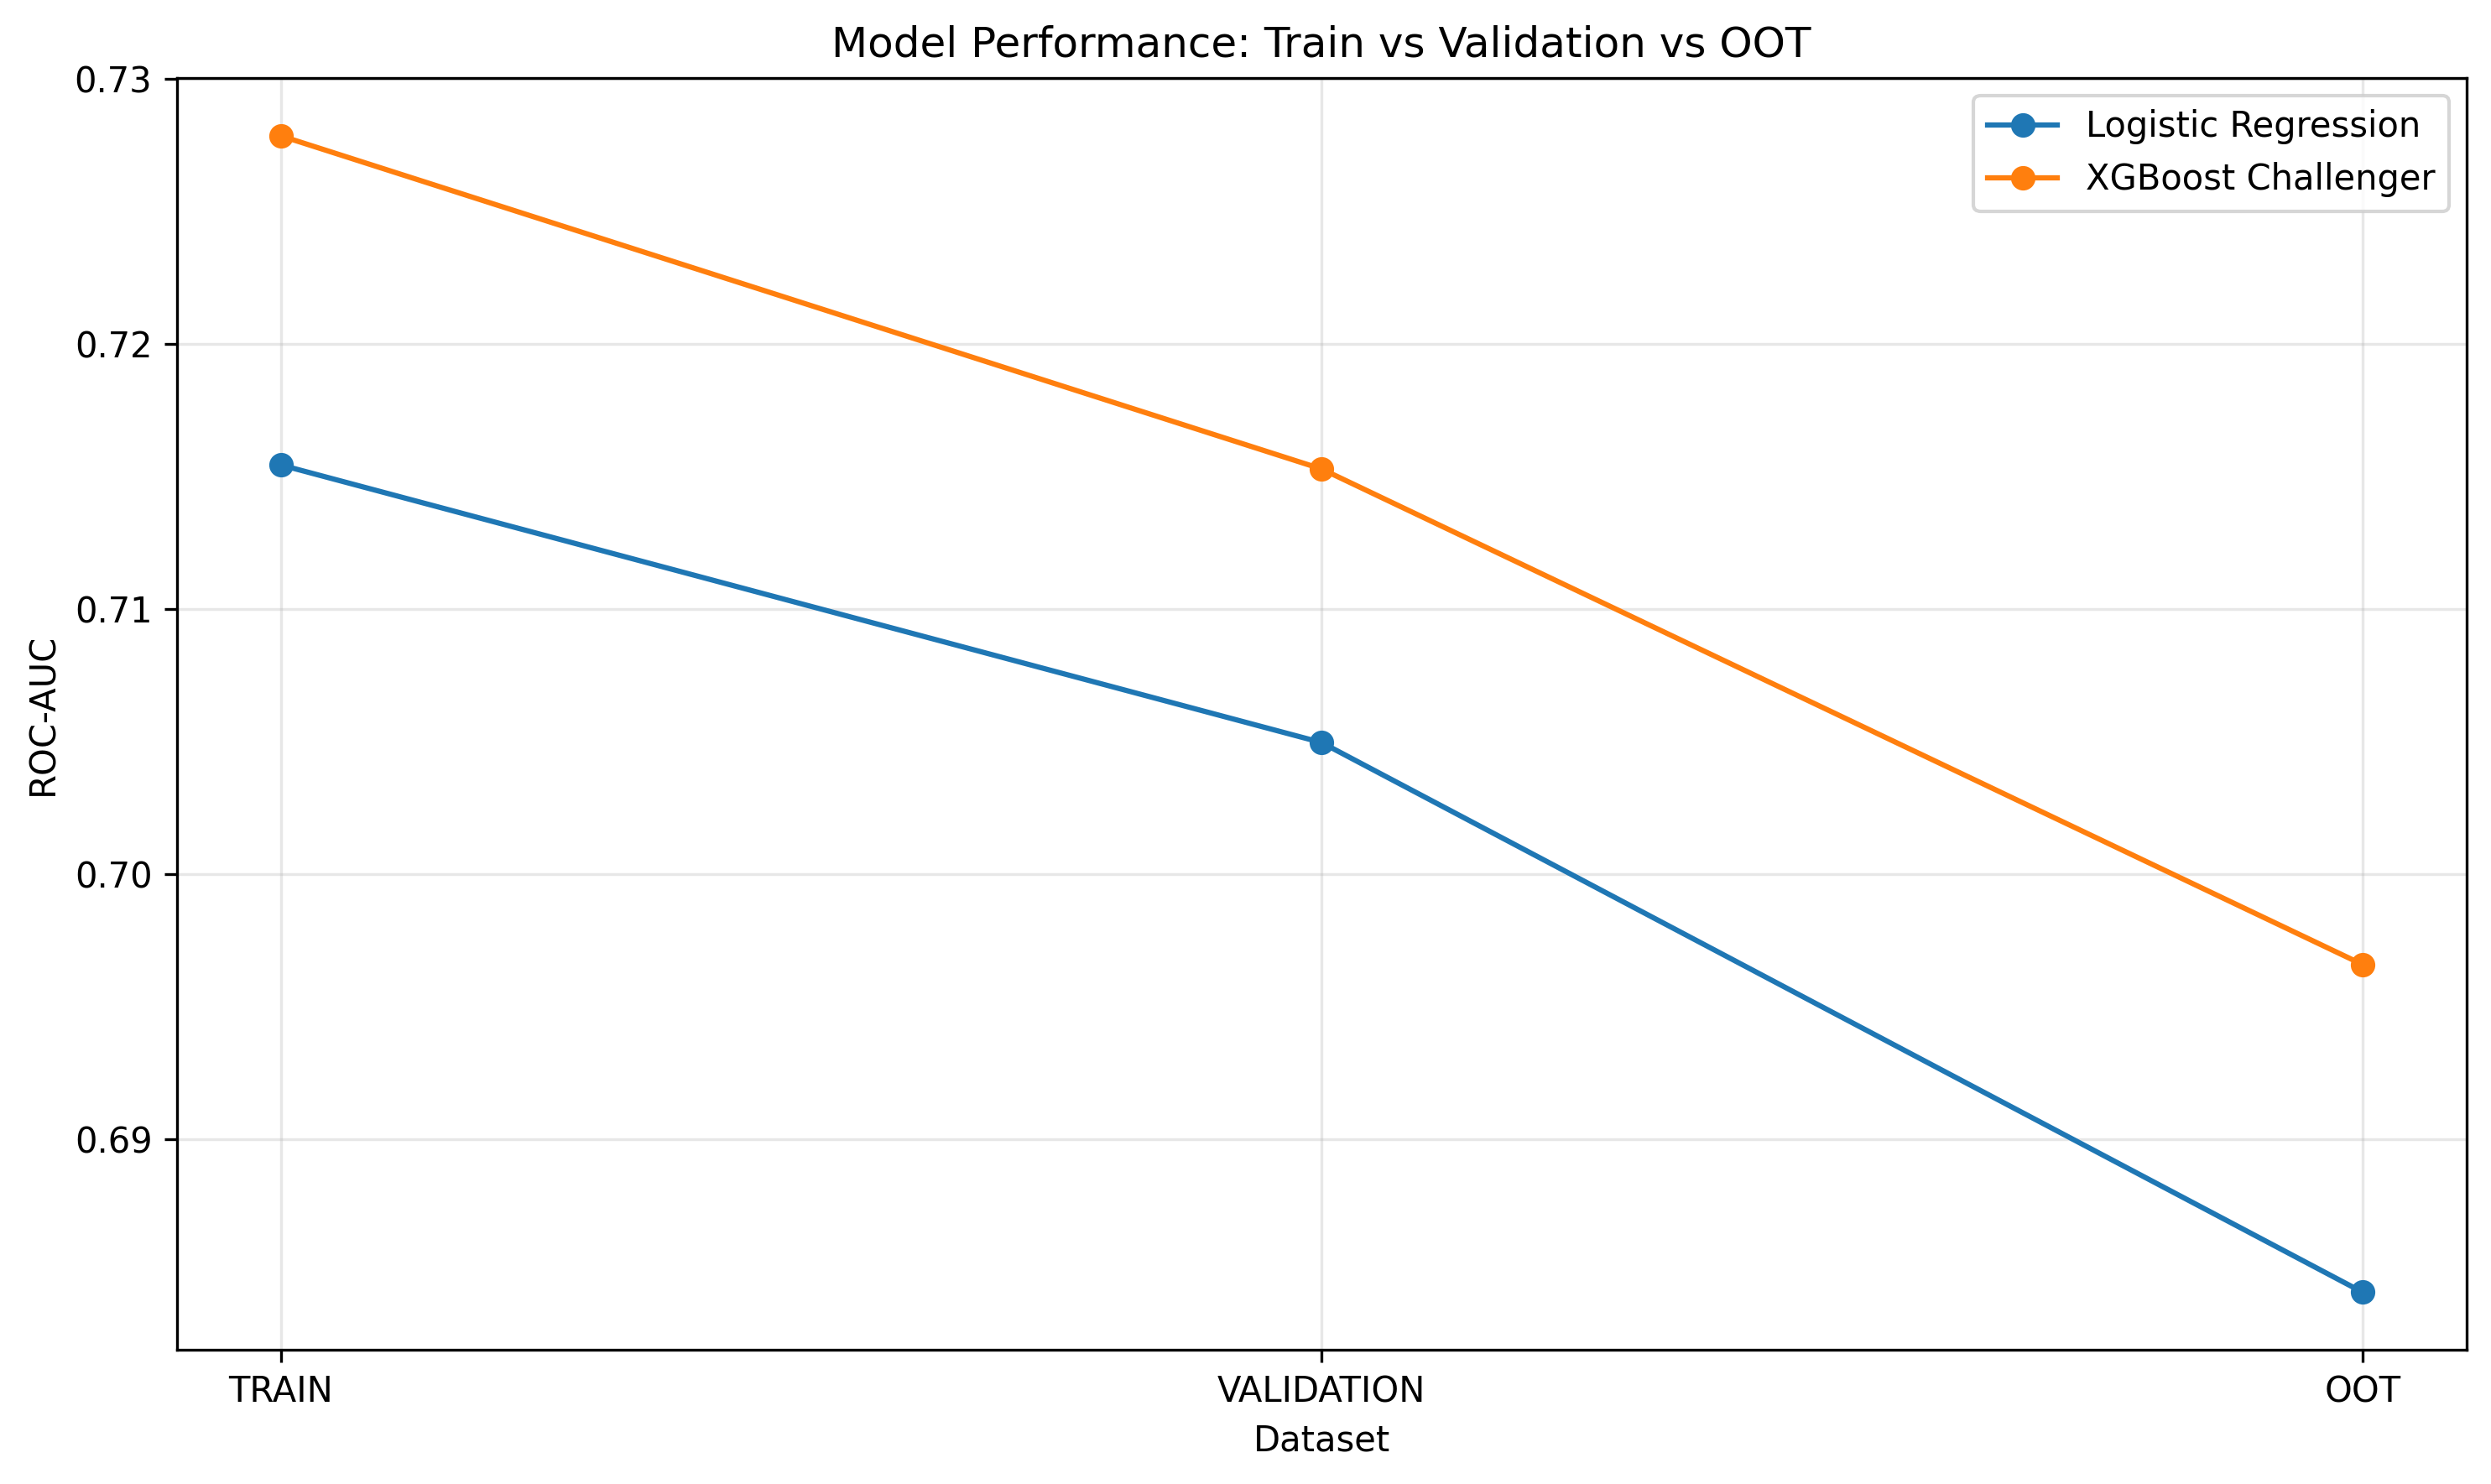 Model Performance: Train vs Validation vs OOT
0.73
0.72
0.71
0.70
0.69
ROC-AUC
Logistic Regression
XGBoost Challenger
TRAIN
VALIDATION
OOT
Dataset